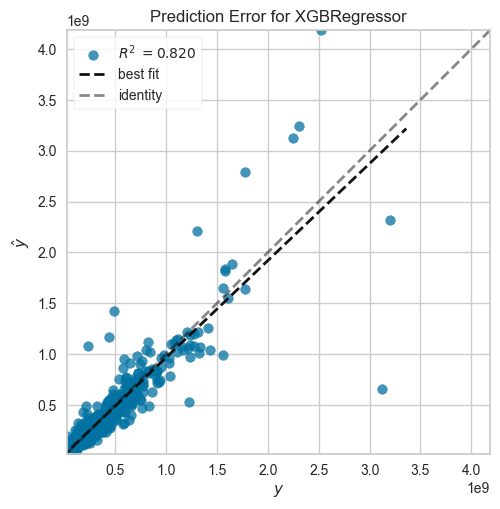 Prediction Error for XGBRegressor
1e9
R² = 0.820
best fit
identity
4.0
3.5
3.0
2.5
2.0
1.5
1.0
0.5
ŷ
0.5 1.0 1.5 2.0 2.5 3.0 3.5 4.0
1e9
y